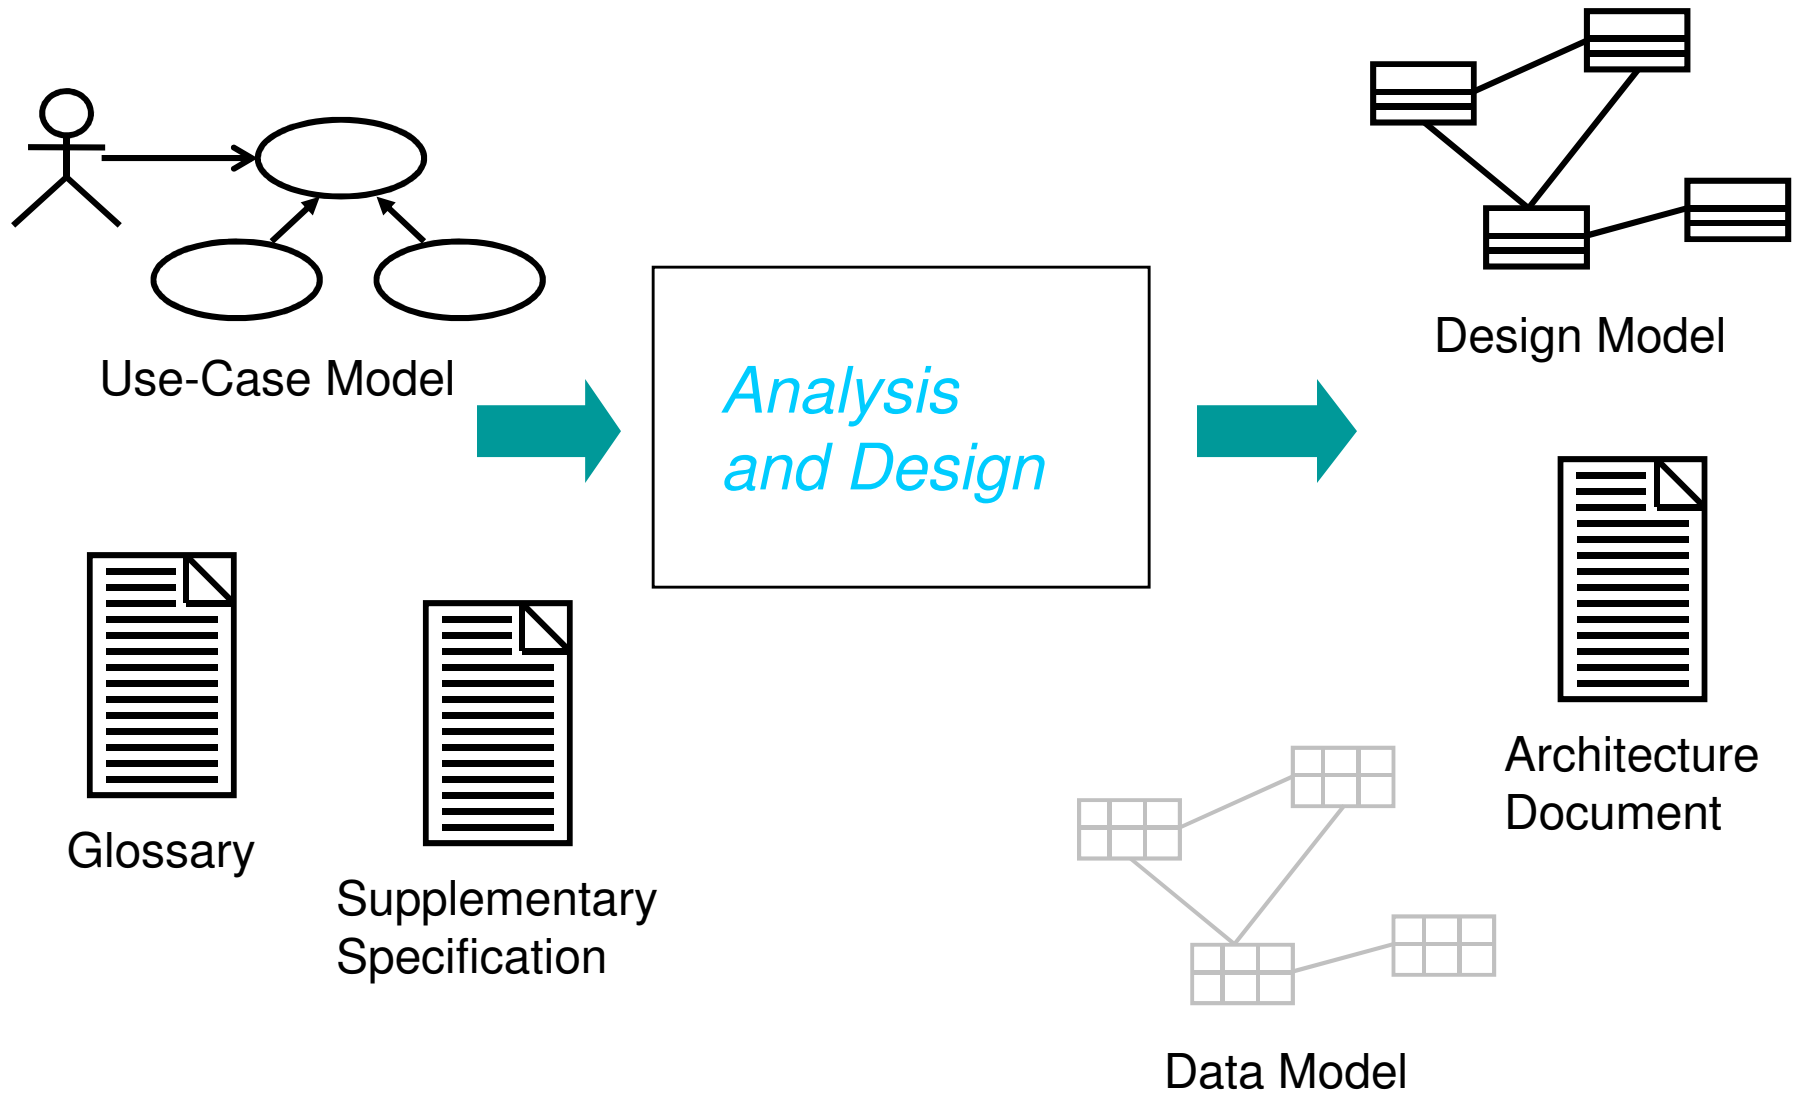 Use-Case Model
Glossary
Supplementary
Specification
Analysis
and Design
Design Model
Architecture
Document
Data Model